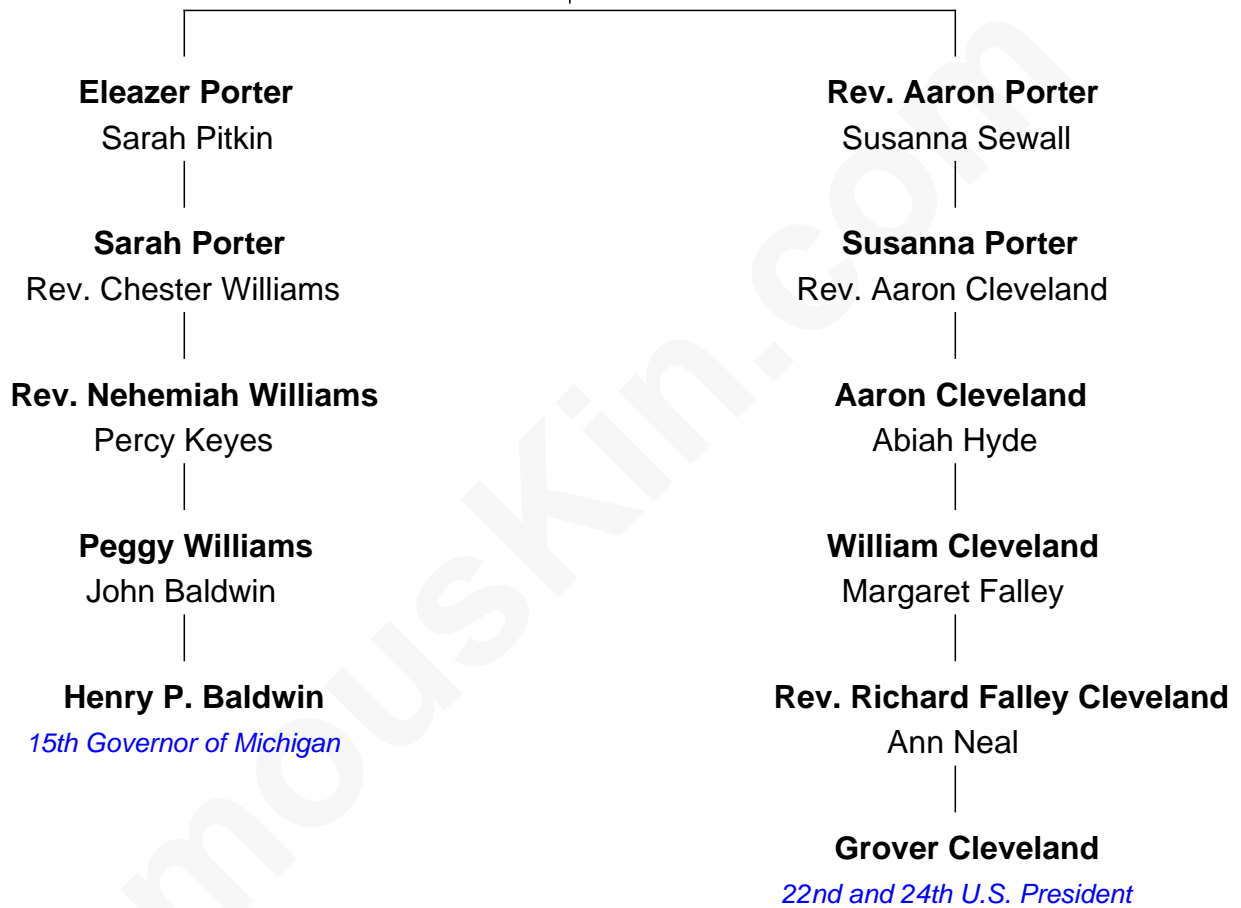 Eleazer Porter
Sarah Pitkin
Sarah Porter
Rev. Chester Williams
Rev. Nehemiah Williams
Percy Keyes
Peggy Williams
John Baldwin
Henry P. Baldwin
15th Governor of Michigan
Rev. Aaron Porter
Susanna Sewall
Susanna Porter
Rev. Aaron Cleveland
Aaron Cleveland
Abiah Hyde
William Cleveland
Margaret Falley
Rev. Richard Falley Cleveland
Ann Neal
Grover Cleveland
22nd and 24th U.S. President
mousKin.com